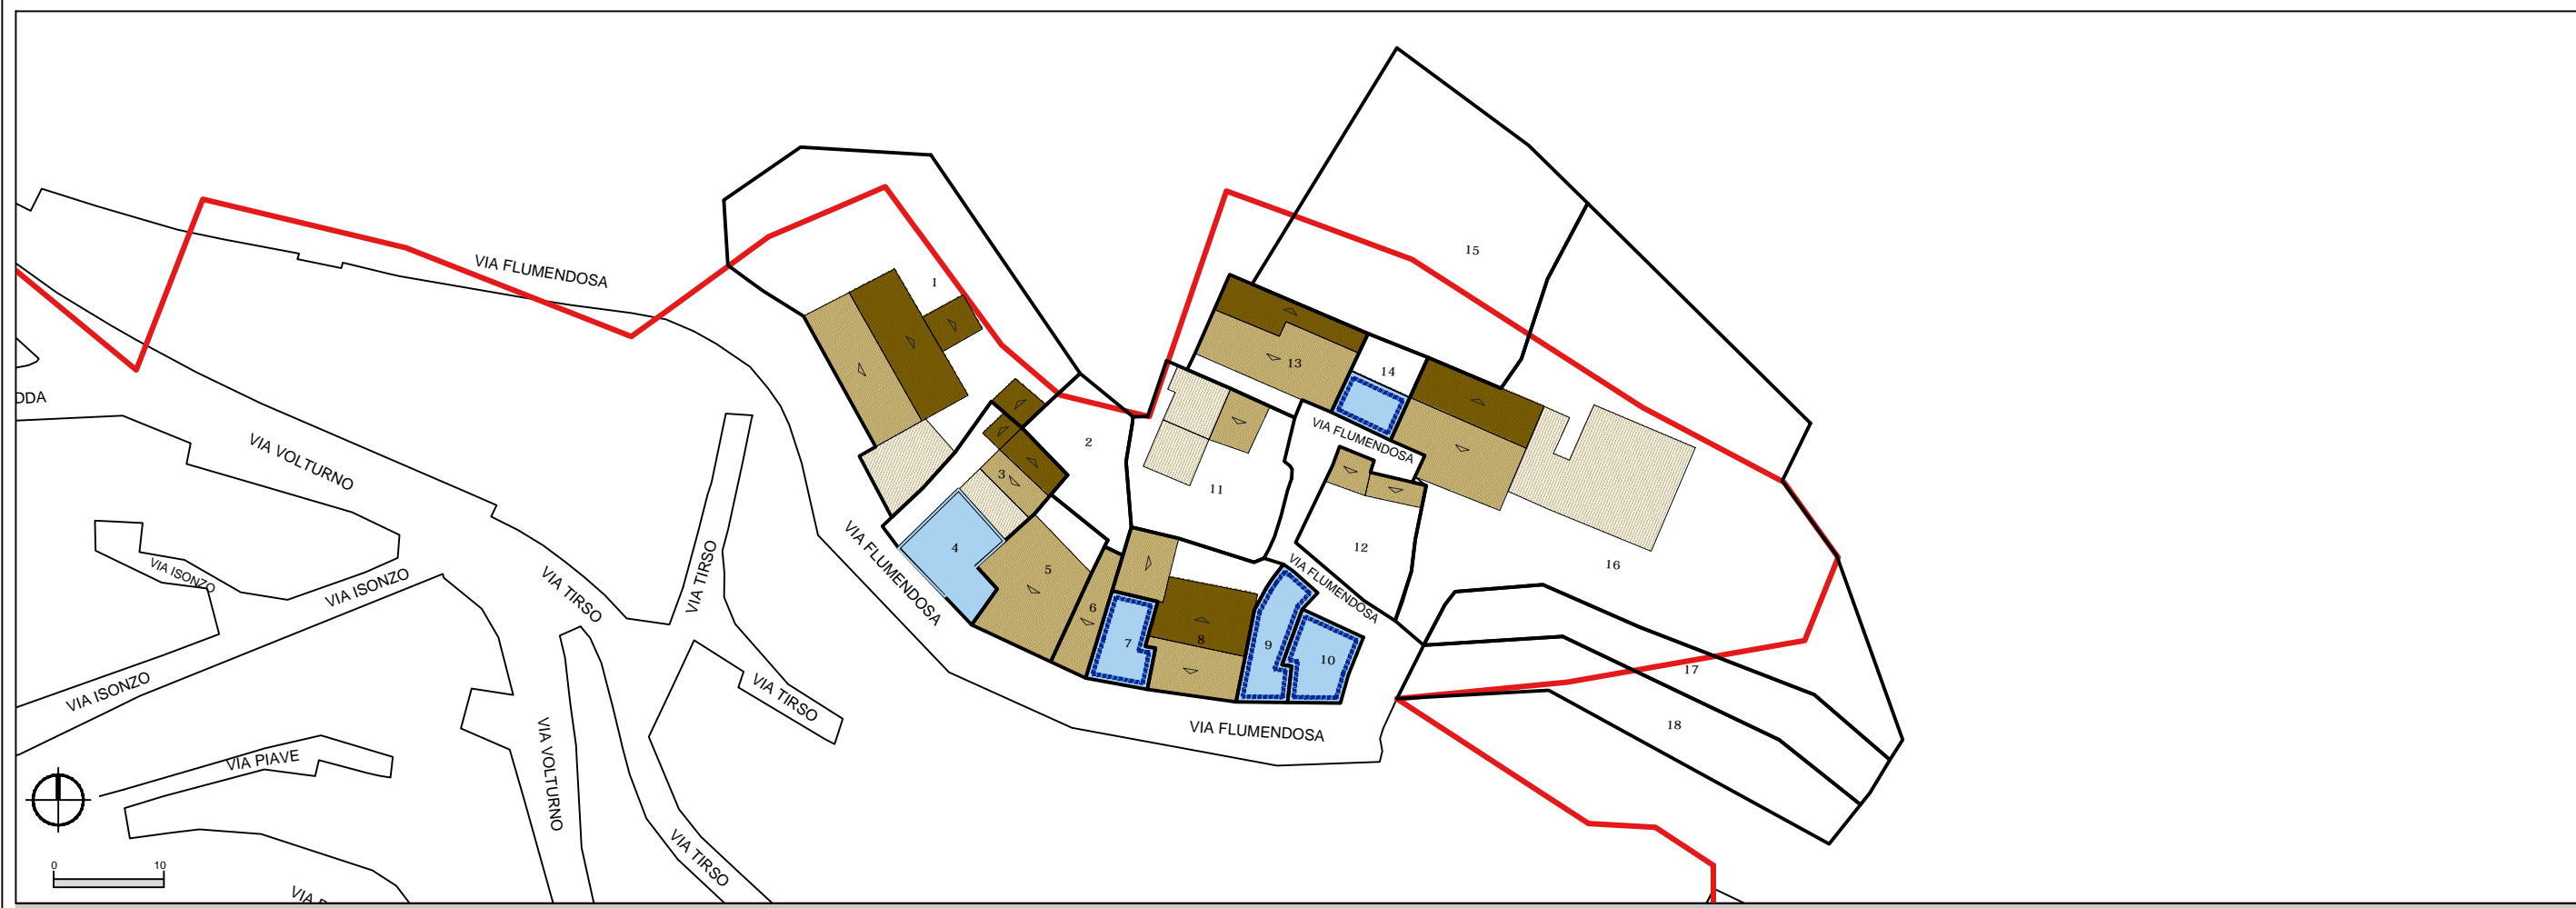 15
VIA FLUMENDOSA
1
13
14
DDA
VIA FLUMENDOSA
2
VIA VOLTURNO
3
11
4
12
VIA FLUMENDOSA
16
5
VIA ISONZO
VIA ISONZO
VIA TIRSO
VIA TIRSO
VIA FLUMENDOSA
6
7
8
9
10
17
VIA ISONZO
VIA TIRSO
18
VIA FLUMENDOSA
VIA PIAVE
VIA VOLTURNO
VIA TIRSO
0 10
VIA